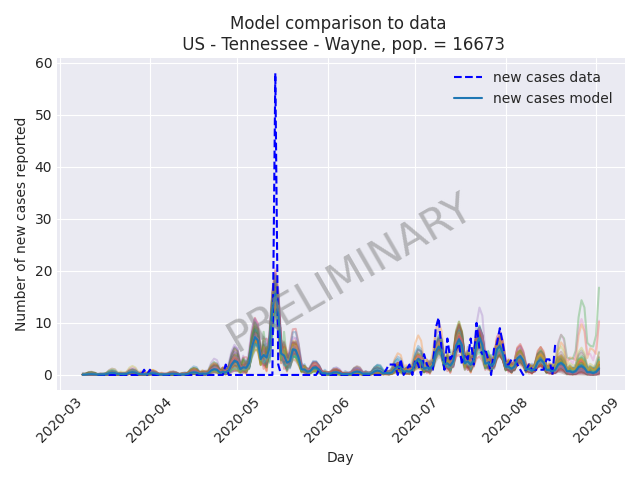 Model comparison to data
US - Tennessee - Wayne, pop. = 16673
60
50
40
30
20
10
0
Number of new cases reported
new cases data
new cases model
PRELIMINARY
2020-03
2020-04
2020-05
2020-06
2020-07
2020-08
2020-09
Day